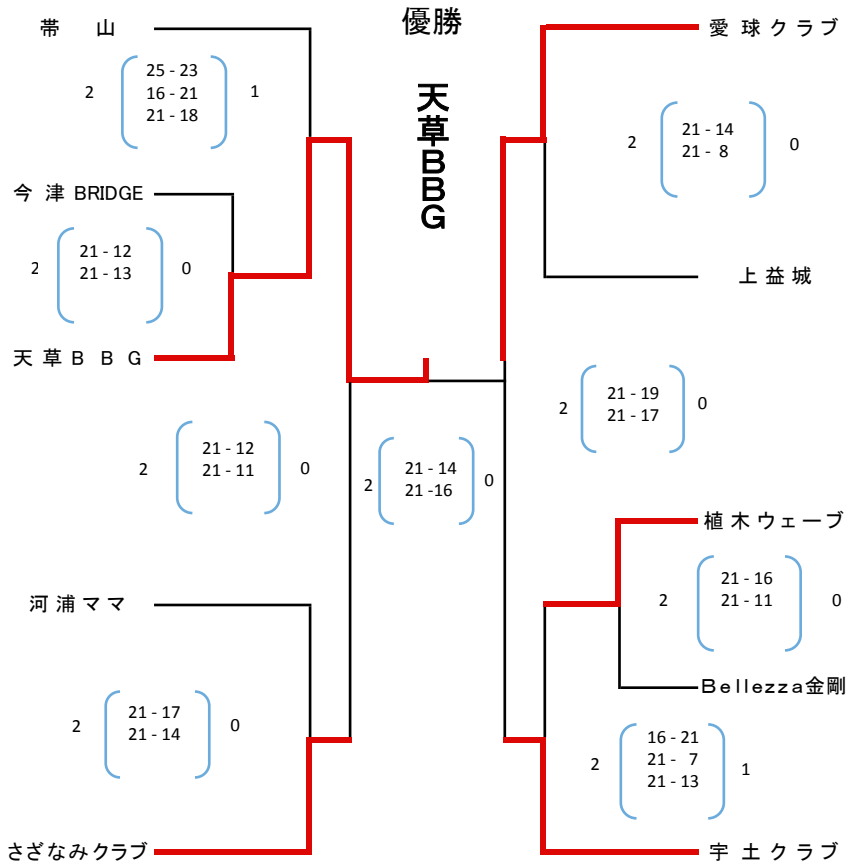 優勝
天草BBG
帯 山
2 25 - 23 1
16 - 21
21 - 18
今 津 BRIDGE
2 21 - 12 0
21 - 13
天 草 B B G
2 21 - 12 0
21 - 11
河 浦 マ マ
2 21 - 17 0
21 - 14
さざなみクラブ
2 21 - 14 0
21 -16
愛 球 ク ラ ブ
2 21 - 14 0
21 - 8
上 益 城
2 21 - 19 0
21 - 17
植 木 ウェーブ
2 21 - 16 0
21 - 11
Bellezza金剛
2 16 - 21 1
21 - 7
21 - 13
宇 土 ク ラ ブ